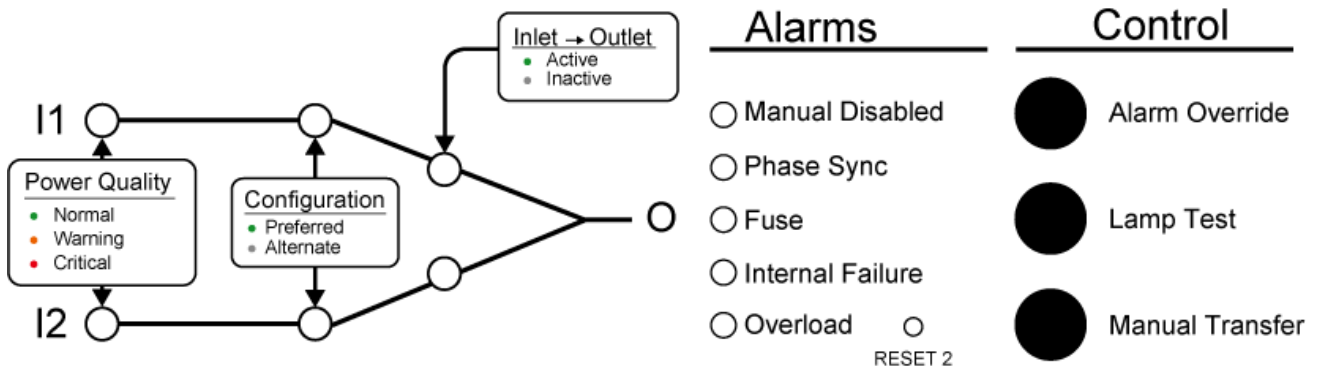 Inlet → Outlet
Active
Inactive
I1
Power Quality
Normal
Warning
Critical
Configuration
Preferred
Alternate
O
I2
Alarms
Manual Disabled
Phase Sync
Fuse
Internal Failure
Overload
RESET 2
Control
Alarm Override
Lamp Test
Manual Transfer